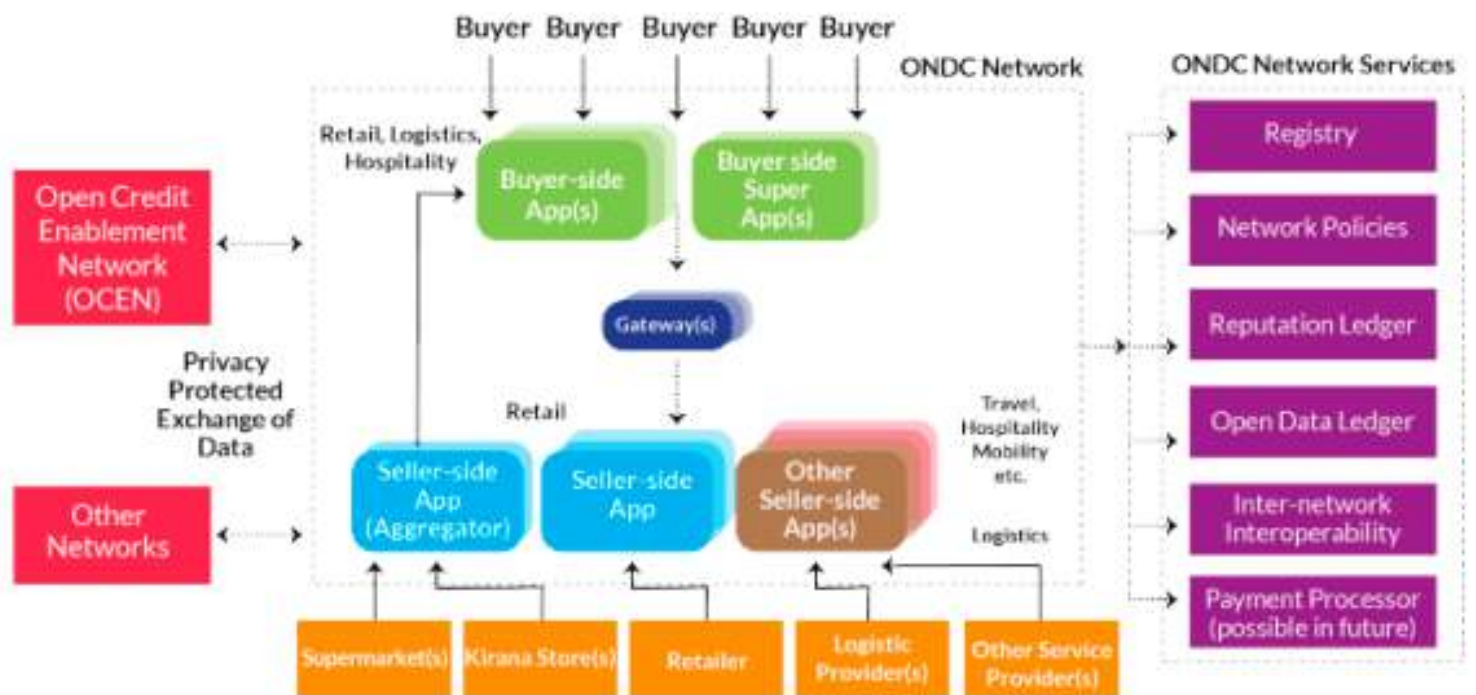 Buyer Buyer Buyer Buyer Buyer
ONDC Network
ONDC Network Services
Retail, Logistics,
Hospitality
Buyer-side
App(s)
Buyer side
Super
App(s)
Open Credit
Enablement
Network
(OCEN)
Gateway(s)
Privacy
Protected
Exchange of
Data
Retail
Travel,
Hospitality
Mobility
etc.
Seller-side
App
(Aggregator)
Seller-side
App
Other
Seller-side
App(s)
Logistics
Other
Networks
Supermarket(s)
Kirana Store(s)
Retailer
Logistic
Provider(s)
Other Service
Provider(s)
Registry
Network Policies
Reputation Ledger
Open Data Ledger
Inter-network
Interoperability
Payment Processor
(possible in future)